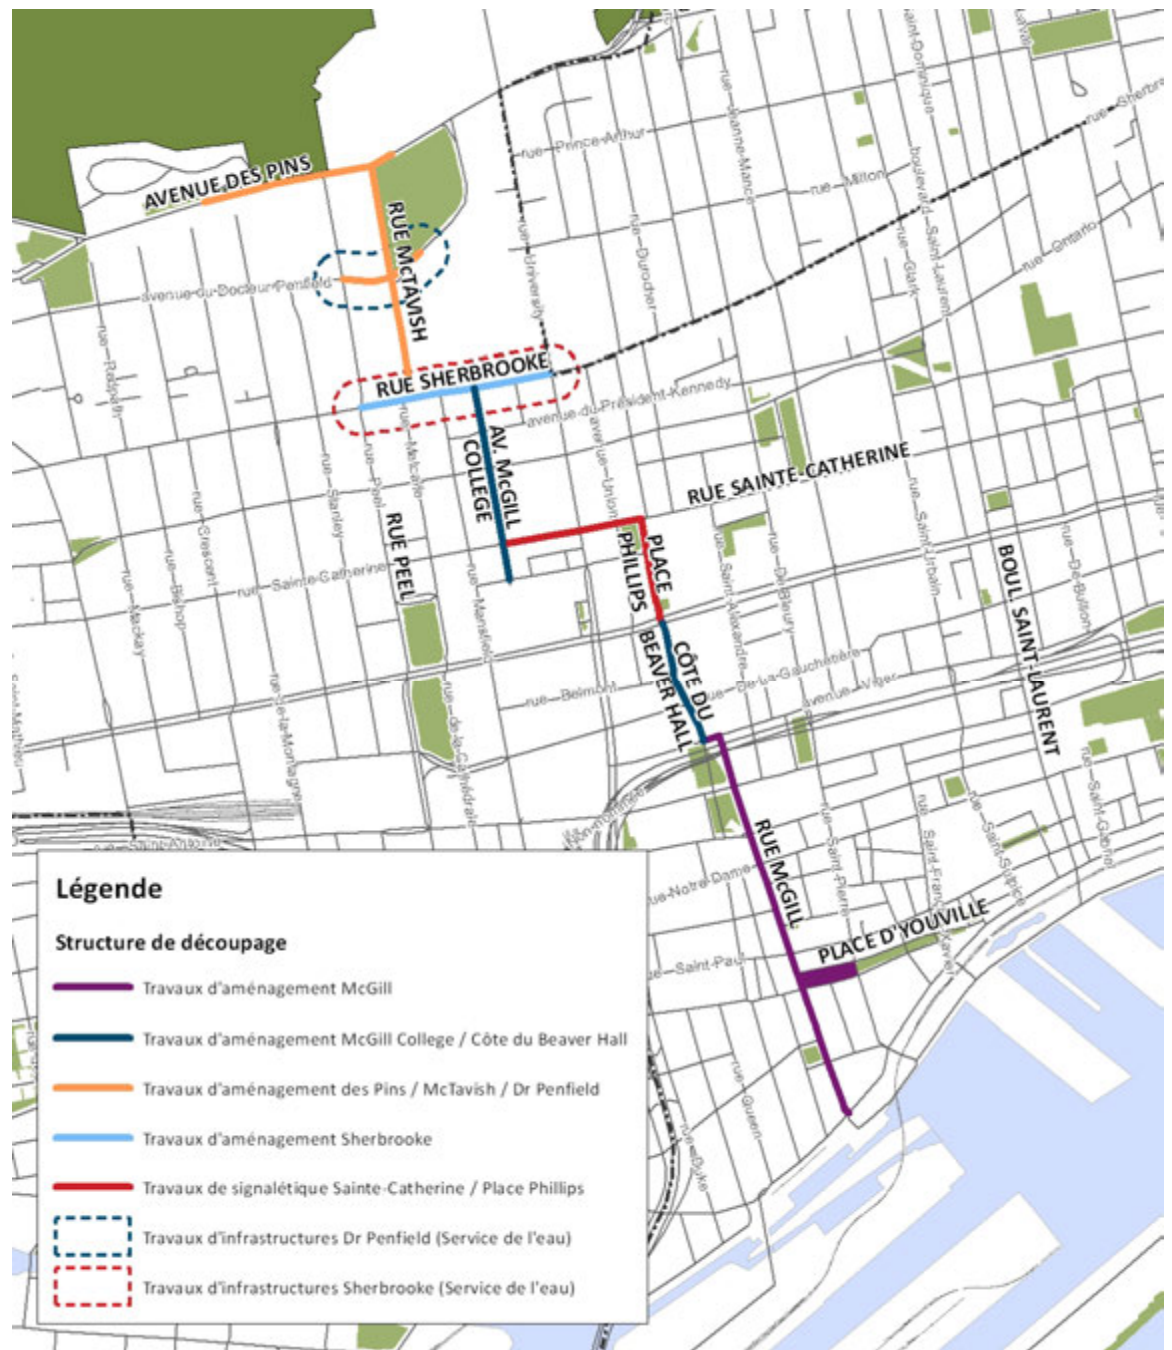 rue Prince-Arthur
rue Milton
rue Jeanne-Mance
Saint-Dominique
Laval
boulevard Saint-Laurent
rue Sherbro
rue Ontario
rue Clark
AVENUE DES PINS
RUE McTAVISH
rue University
rue Durocher
avenue du Docteur-Penfield
rue Redpath
RUE SHERBROOKE
avenue du Président-Kennedy
AV. McGILL
COLLEGE
rue Metcalfe
rue Peel
rue Stanley
avenue Union
RUE SAINTE-CATHERINE
rue Crescent
rue Bishop
rue Mackay
rue Sainte-Catherine
RUE PEEL
rue Mansfield
PLACE
PHILLIPS
rue Saint-Alexandre
rue De Bleury
rue Saint-Urbain
BOUL. SAINT-LAURENT
rue De Bullion
CÔTE DU
BEAVER HALL
rue De La Gauchetière
avenue Viger
rue Belmont
rue de la Montagne
rue de la Cathédrale
Saint-Mathieu
rue Saint-Antoine
RUE McGILL
rue Notre-Dame
rue Saint-Pierre
rue Saint-François-Xavier
rue Saint-Sulpice
rue Saint-Gabriel
PLACE D'YOUVILLE
ue Saint-Paul
rue Queen
rue Duke
Légende
Structure de découpage
Travaux d'aménagement McGill
Travaux d'aménagement McGill College / Côte du Beaver Hall
Travaux d'aménagement des Pins / McTavish / Dr Penfield
Travaux d'aménagement Sherbrooke
Travaux de signalétique Sainte-Catherine / Place Phillips
Travaux d'infrastructures Dr Penfield (Service de l'eau)
Travaux d'infrastructures Sherbrooke (Service de l'eau)